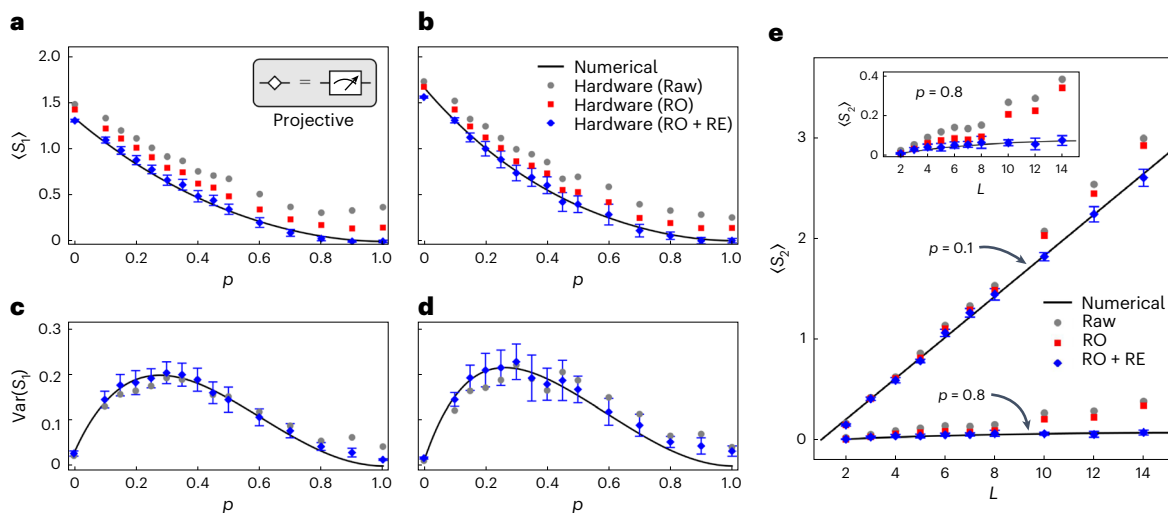 a
2.0
1.5
1.0
0.5
0
⟨S₁⟩
0
0.2
0.4
0.6
0.8
1.0
p
=
Projective
b
Numerical
Hardware (Raw)
Hardware (RO)
Hardware (RO + RE)
0
0.2
0.4
0.6
0.8
1.0
p
c
0.3
0.2
0.1
0
Var(S₁)
0
0.2
0.4
0.6
0.8
1.0
p
d
0
0.2
0.4
0.6
0.8
1.0
p
e
3
2
1
0
⟨S₂⟩
0.4
0.2
0
⟨S₂⟩
p = 0.8
2
4
6
8
10
12
14
L
p = 0.1
Numerical
Raw
RO
RO + RE
p = 0.8
2
4
6
8
10
12
14
L